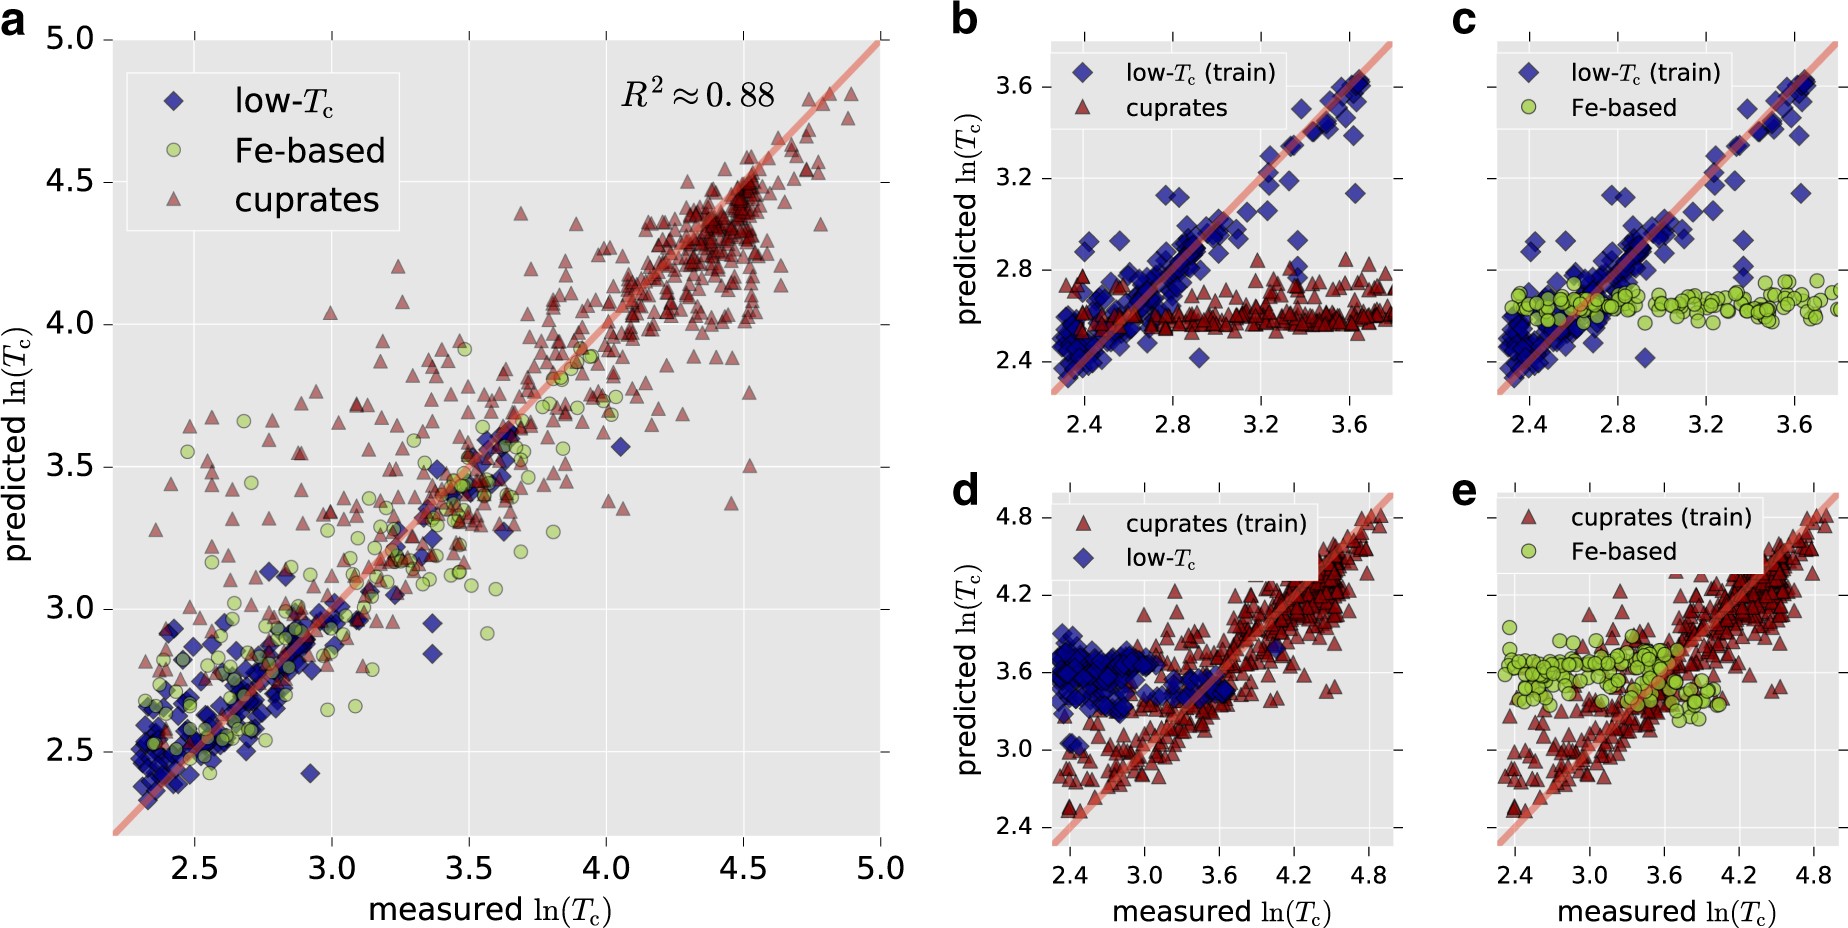 a
5.0
4.5
4.0
3.5
3.0
2.5
predicted ln(Tc)
low-Tc
Fe-based
cuprates
R² ≈ 0.88
2.5 3.0 3.5 4.0 4.5 5.0
measured ln(Tc)
b
low-Tc (train)
cuprates
3.6
3.2
2.8
2.4
predicted ln(Tc)
2.4 2.8 3.2 3.6
c
low-Tc (train)
Fe-based
2.4 2.8 3.2 3.6
d
cuprates (train)
low-Tc
4.8
4.2
3.6
3.0
2.4
predicted ln(Tc)
2.4 3.0 3.6 4.2 4.8
measured ln(Tc)
e
cuprates (train)
Fe-based
2.4 3.0 3.6 4.2 4.8
measured ln(Tc)